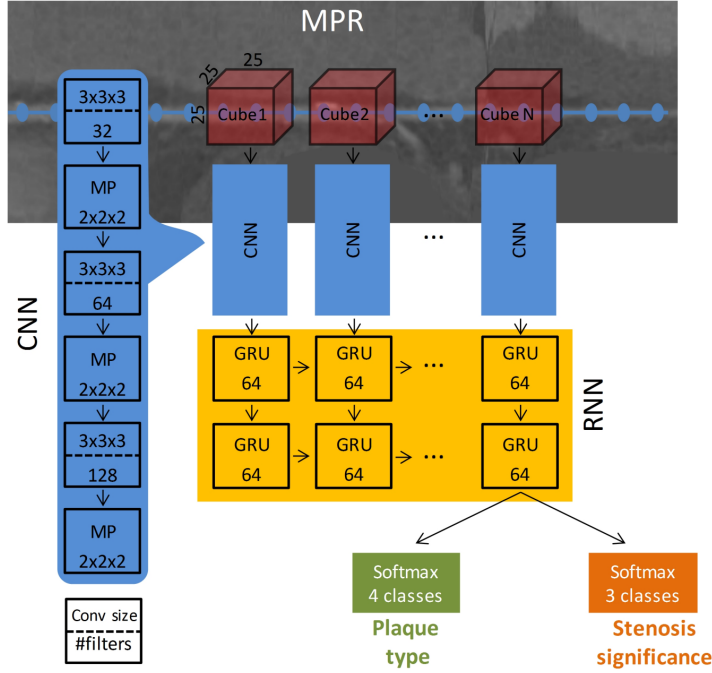 MPR
25
25
25
Cube1
Cube2
...
Cube N
3x3x3
32
MP
2x2x2
3x3x3
64
MP
2x2x2
3x3x3
128
MP
2x2x2
CNN
CNN
CNN
...
CNN
GRU
64
GRU
64
...
GRU
64
GRU
64
GRU
64
...
GRU
64
RNN
Softmax
4 classes
Plaque
type
Softmax
3 classes
Stenosis
significance
Conv size
#filters